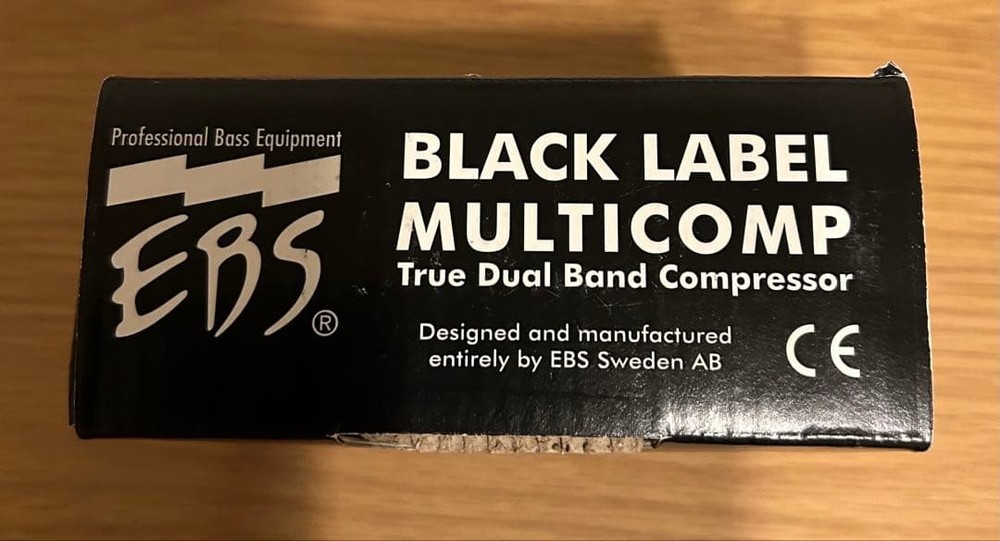 Professional Bass Equipment
EBS®
BLACK LABEL
MULTICOMP
True Dual Band Compressor
Designed and manufactured
entirely by EBS Sweden AB
CE